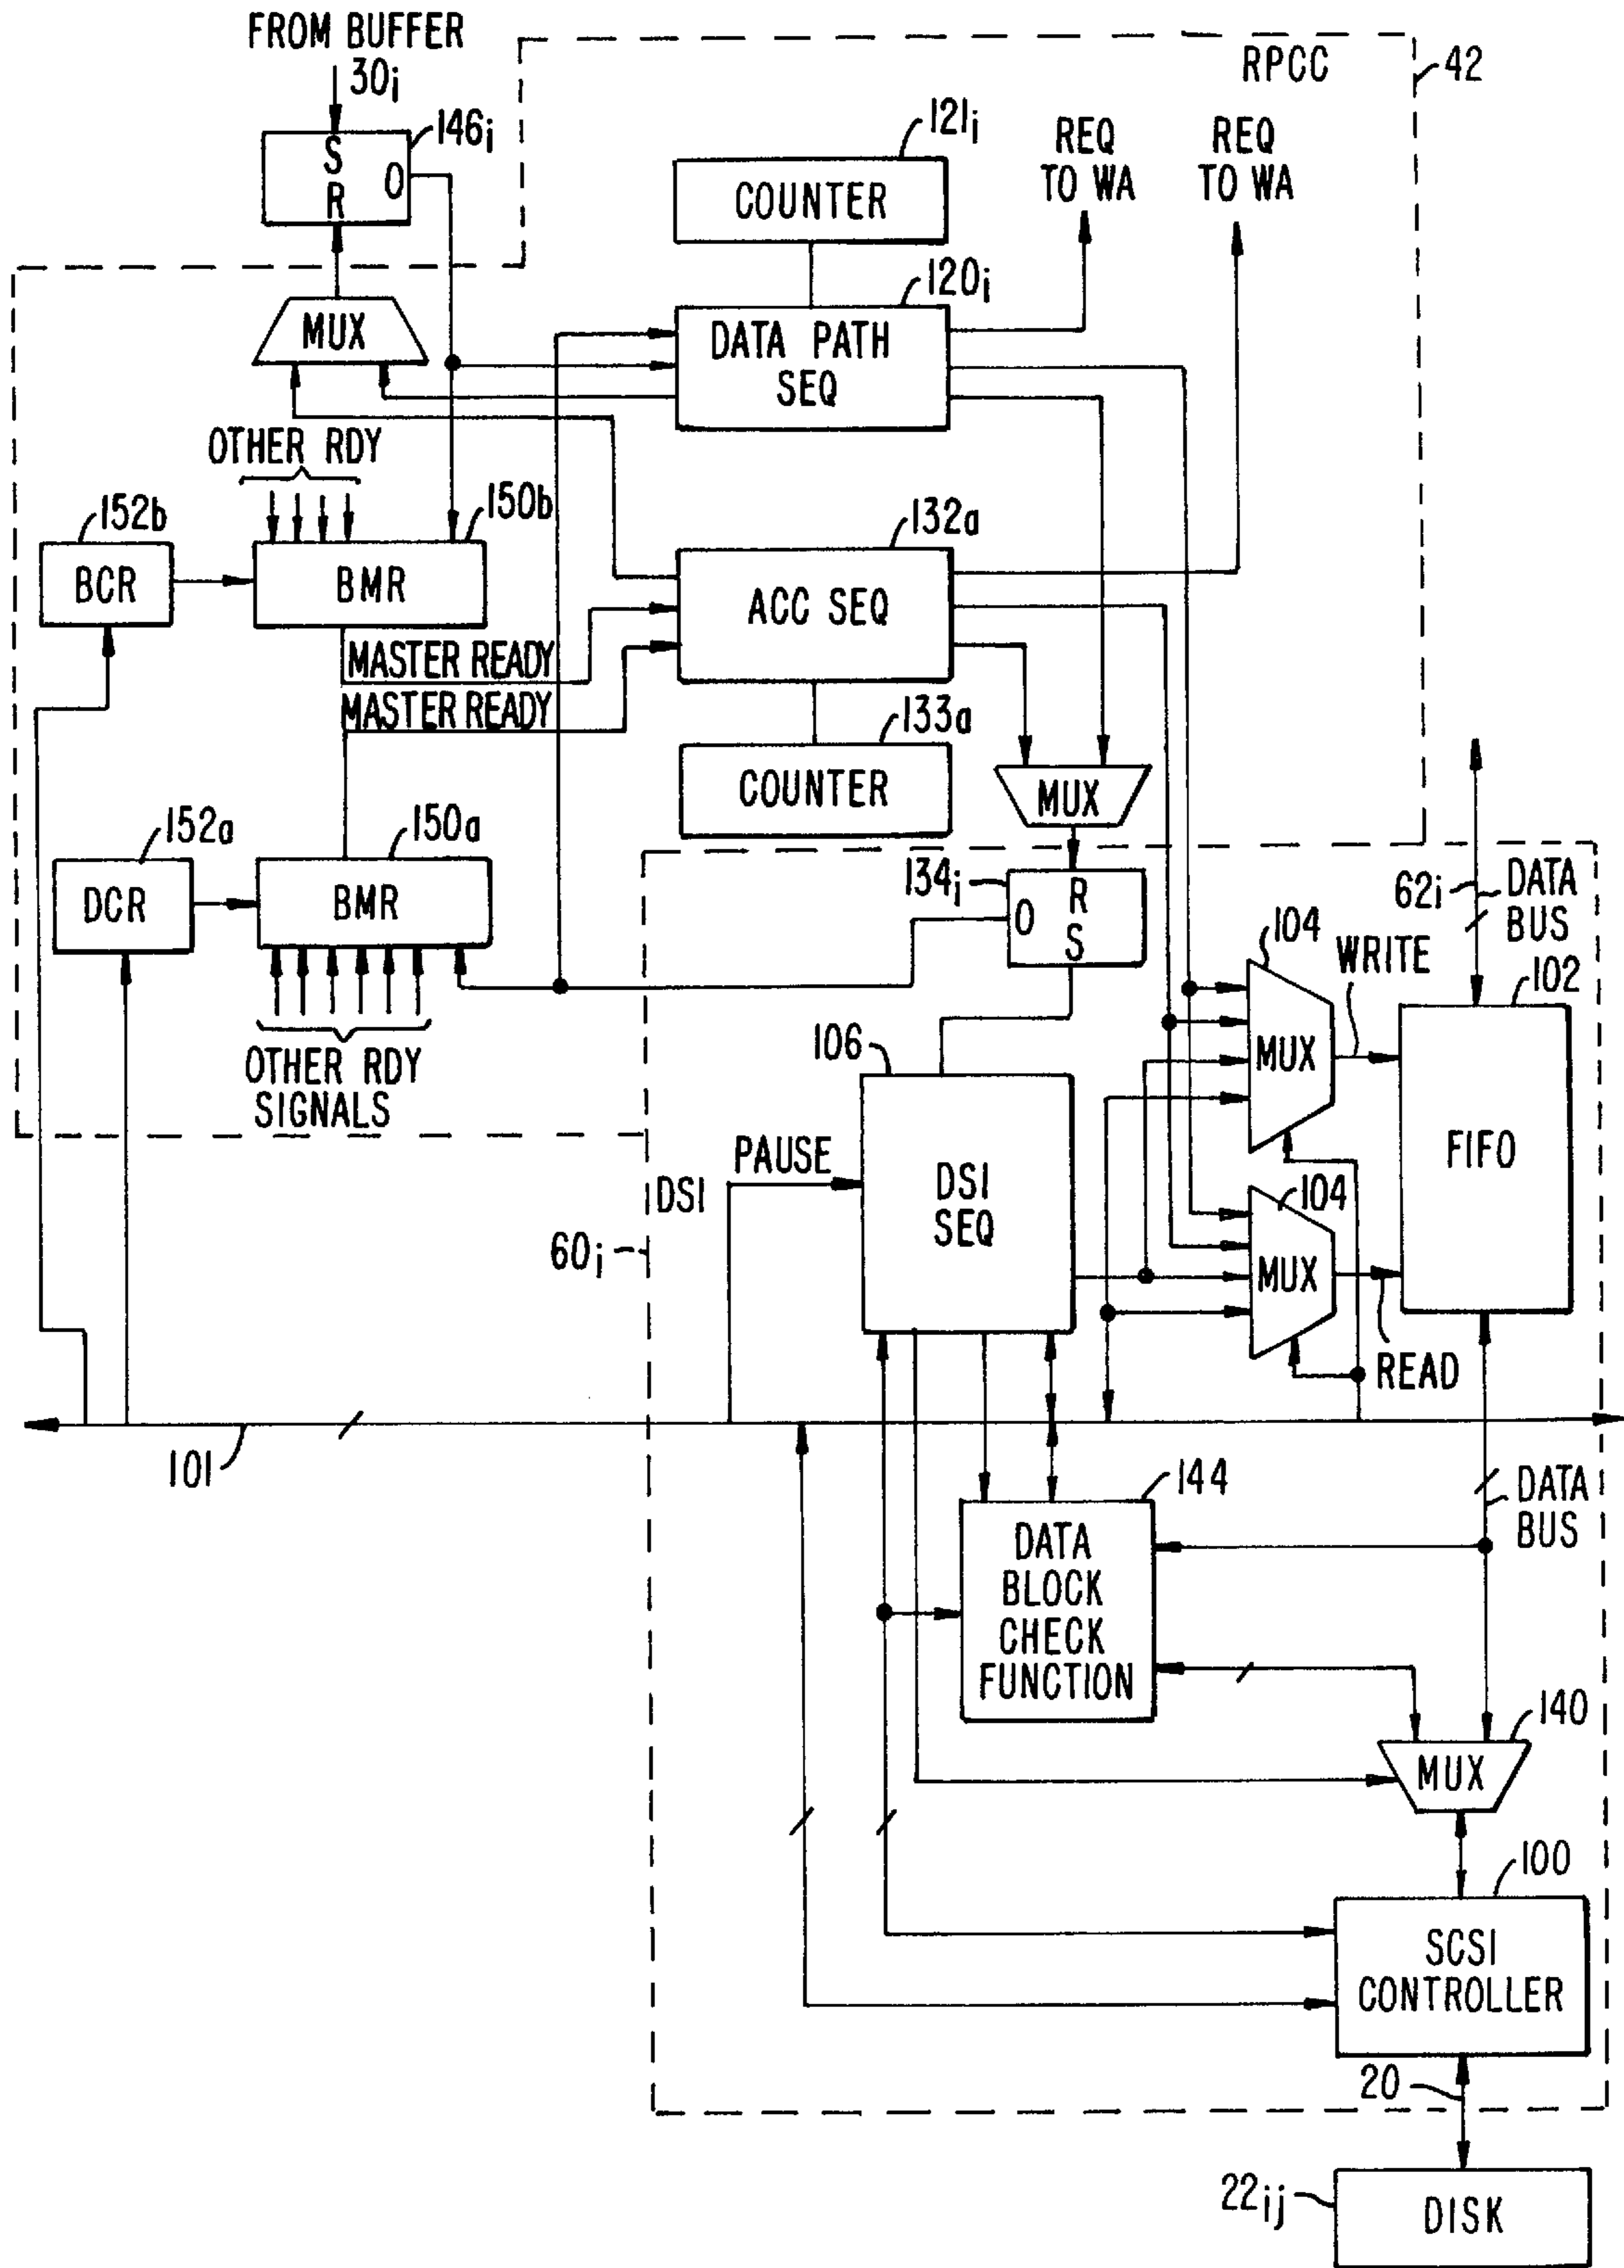 FROM BUFFER
30i
RPCC
42
146i
S
R
0
121i
COUNTER
REQ
TO WA
REQ
TO WA
120i
DATA PATH
SEQ
MUX
OTHER RDY
152b
BCR
150b
BMR
132a
ACC SEQ
MASTER READY
MASTER READY
133a
COUNTER
MUX
152a
DCR
150a
BMR
134i
0
R
S
62i
DATA
BUS
104
WRITE
102
OTHER RDY
SIGNALS
106
MUX
FIFO
PAUSE
DSI
DSI
SEQ
60i
104
MUX
READ
101
144
DATA
BUS
DATA
BLOCK
CHECK
FUNCTION
140
MUX
100
SCSI
CONTROLLER
20
22ij
DISK